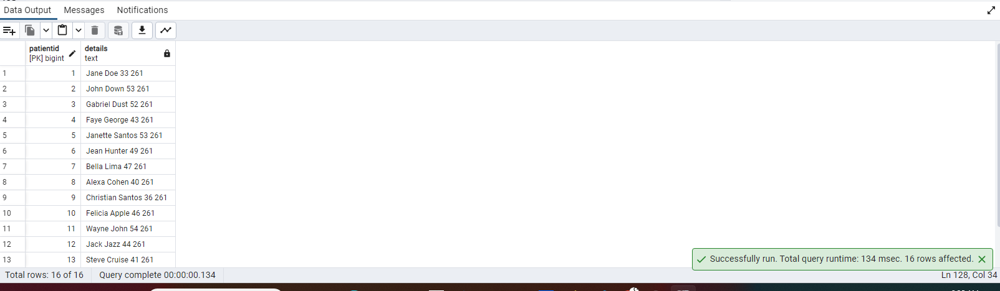 Data Output Messages Notifications
patientid details
[PK] bigint text
1 1 Jane Doe 33 261
2 2 John Down 53 261
3 3 Gabriel Dust 52 261
4 4 Faye George 43 261
5 5 Janette Santos 53 261
6 6 Jean Hunter 49 261
7 7 Bella Lima 47 261
8 8 Alexa Cohen 40 261
9 9 Christian Santos 36 261
10 10 Felicia Apple 46 261
11 11 Wayne John 54 261
12 12 Jack Jazz 44 261
13 13 Steve Cruise 41 261
Successfully run. Total query runtime: 134 msec. 16 rows affected.
Total rows: 16 of 16 Query complete 00:00:00.134 Ln 128, Col 34